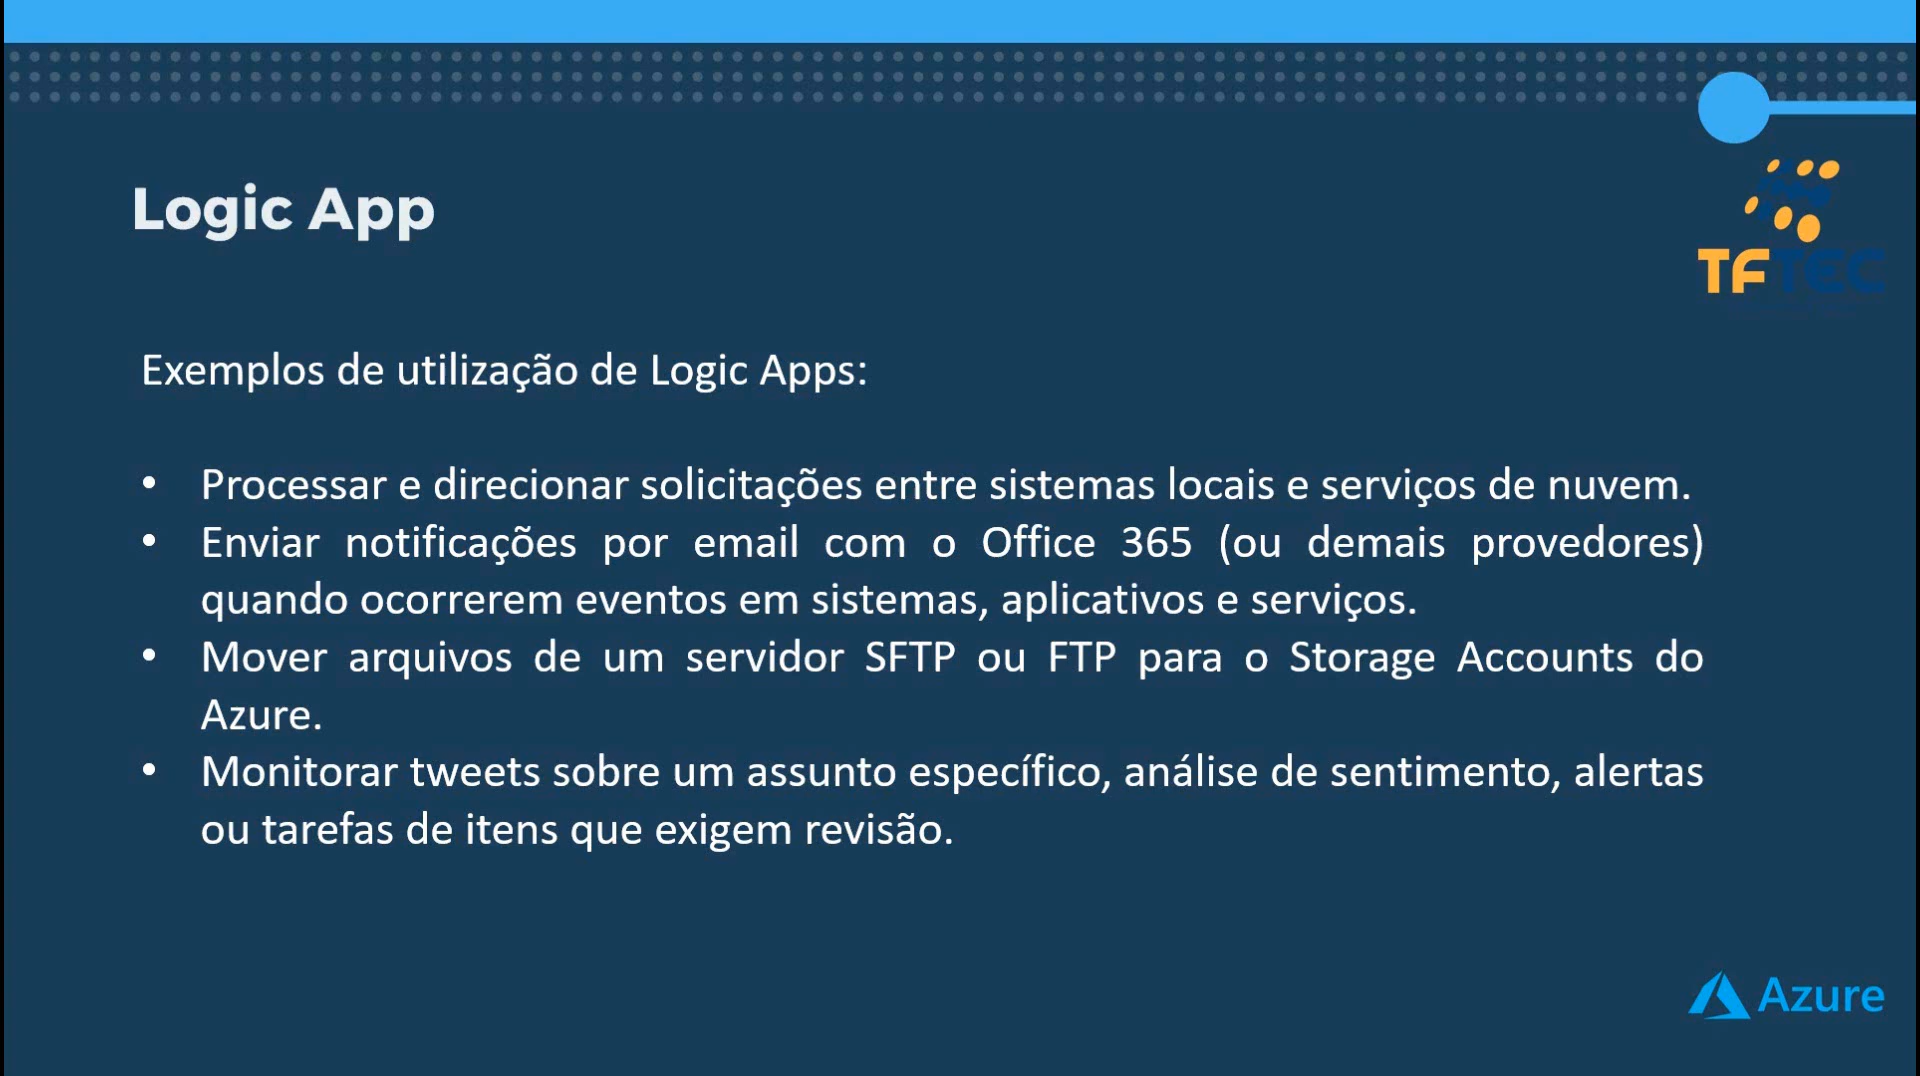 Logic App
TFTEC
Exemplos de utilização de Logic Apps:
• Processar e direcionar solicitações entre sistemas locais e serviços de nuvem.
• Enviar notificações por email com o Office 365 (ou demais provedores)
quando ocorrerem eventos em sistemas, aplicativos e serviços.
• Mover arquivos de um servidor SFTP ou FTP para o Storage Accounts do
Azure.
• Monitorar tweets sobre um assunto específico, análise de sentimento, alertas
ou tarefas de itens que exigem revisão.
Azure